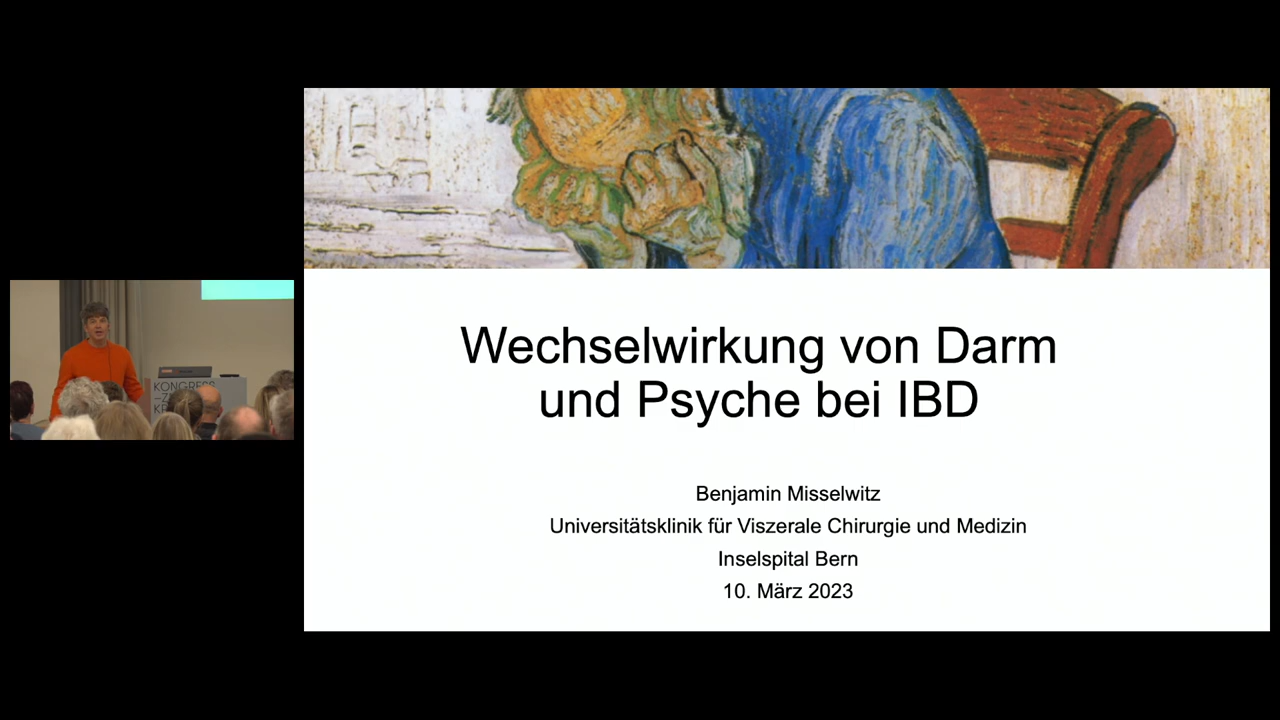 Wechselwirkung von Darm
und Psyche bei IBD
Benjamin Misselwitz
Universitätsklinik für Viszerale Chirurgie und Medizin
Inselspital Bern
10. März 2023
KONGRESS